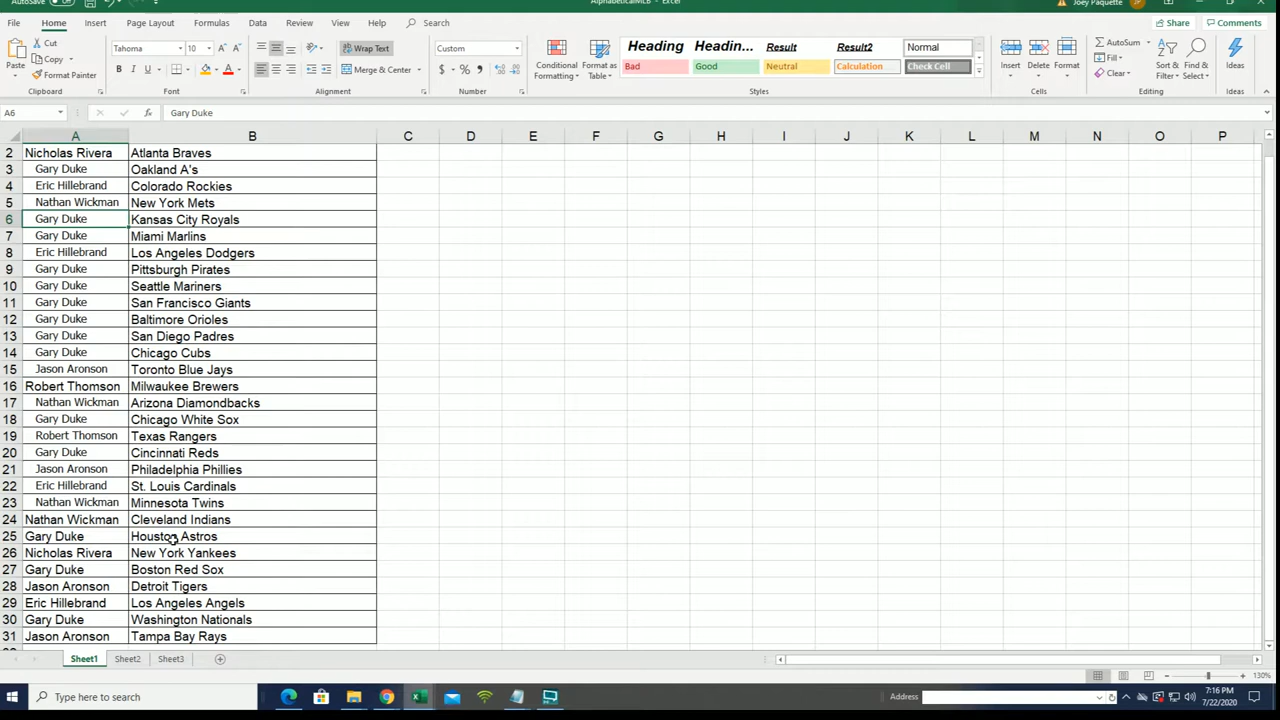 AutoSave Off AlphabeticalMLB - Excel Joey Paquette
File Home Insert Page Layout Formulas Data Review View Help Search Share Comments
Paste Cut Copy Format Painter Clipboard
Tahoma 10 B I U Font
Wrap Text Merge & Center Alignment
Custom $ % Number
Conditional Formatting Format as Table
Heading Headin... Result Result2 Normal
Bad Good Neutral Calculation Check Cell
Styles
Insert Delete Format Cells
AutoSum Fill Clear Sort & Filter Find & Select Editing
Ideas Ideas
A6 fx Gary Duke
A B C D E F G H I J K L M N O P
2 Nicholas Rivera Atlanta Braves
3 Gary Duke Oakland A's
4 Eric Hillebrand Colorado Rockies
5 Nathan Wickman New York Mets
6 Gary Duke Kansas City Royals
7 Gary Duke Miami Marlins
8 Eric Hillebrand Los Angeles Dodgers
9 Gary Duke Pittsburgh Pirates
10 Gary Duke Seattle Mariners
11 Gary Duke San Francisco Giants
12 Gary Duke Baltimore Orioles
13 Gary Duke San Diego Padres
14 Gary Duke Chicago Cubs
15 Jason Aronson Toronto Blue Jays
16 Robert Thomson Milwaukee Brewers
17 Nathan Wickman Arizona Diamondbacks
18 Gary Duke Chicago White Sox
19 Robert Thomson Texas Rangers
20 Gary Duke Cincinnati Reds
21 Jason Aronson Philadelphia Phillies
22 Eric Hillebrand St. Louis Cardinals
23 Nathan Wickman Minnesota Twins
24 Nathan Wickman Cleveland Indians
25 Gary Duke Houston Astros
26 Nicholas Rivera New York Yankees
27 Gary Duke Boston Red Sox
28 Jason Aronson Detroit Tigers
29 Eric Hillebrand Los Angeles Angels
30 Gary Duke Washington Nationals
31 Jason Aronson Tampa Bay Rays
Sheet1 Sheet2 Sheet3
130%
Type here to search Address 7:16 PM
7/22/2020